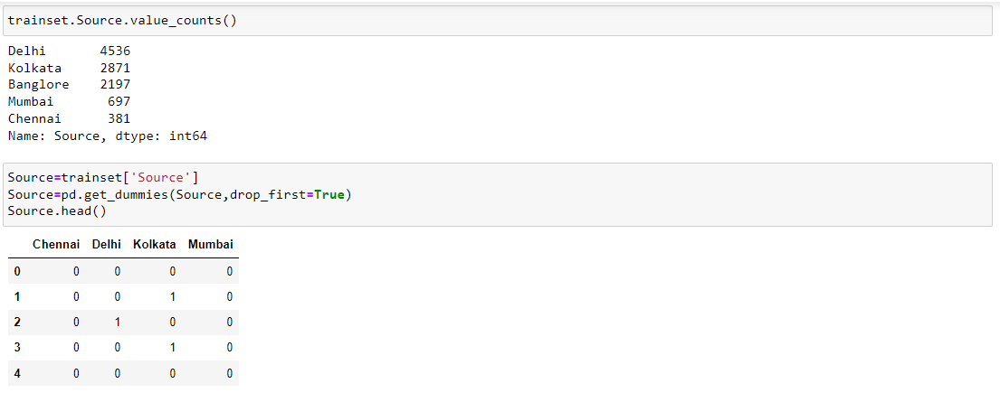 trainset.Source.value_counts()
Delhi 4536
Kolkata 2871
Banglore 2197
Mumbai 697
Chennai 381
Name: Source, dtype: int64
Source=trainset['Source']
Source=pd.get_dummies(Source,drop_first=True)
Source.head()
Chennai Delhi Kolkata Mumbai
0 0 0 0 0
1 0 0 1 0
2 0 1 0 0
3 0 0 1 0
4 0 0 0 0